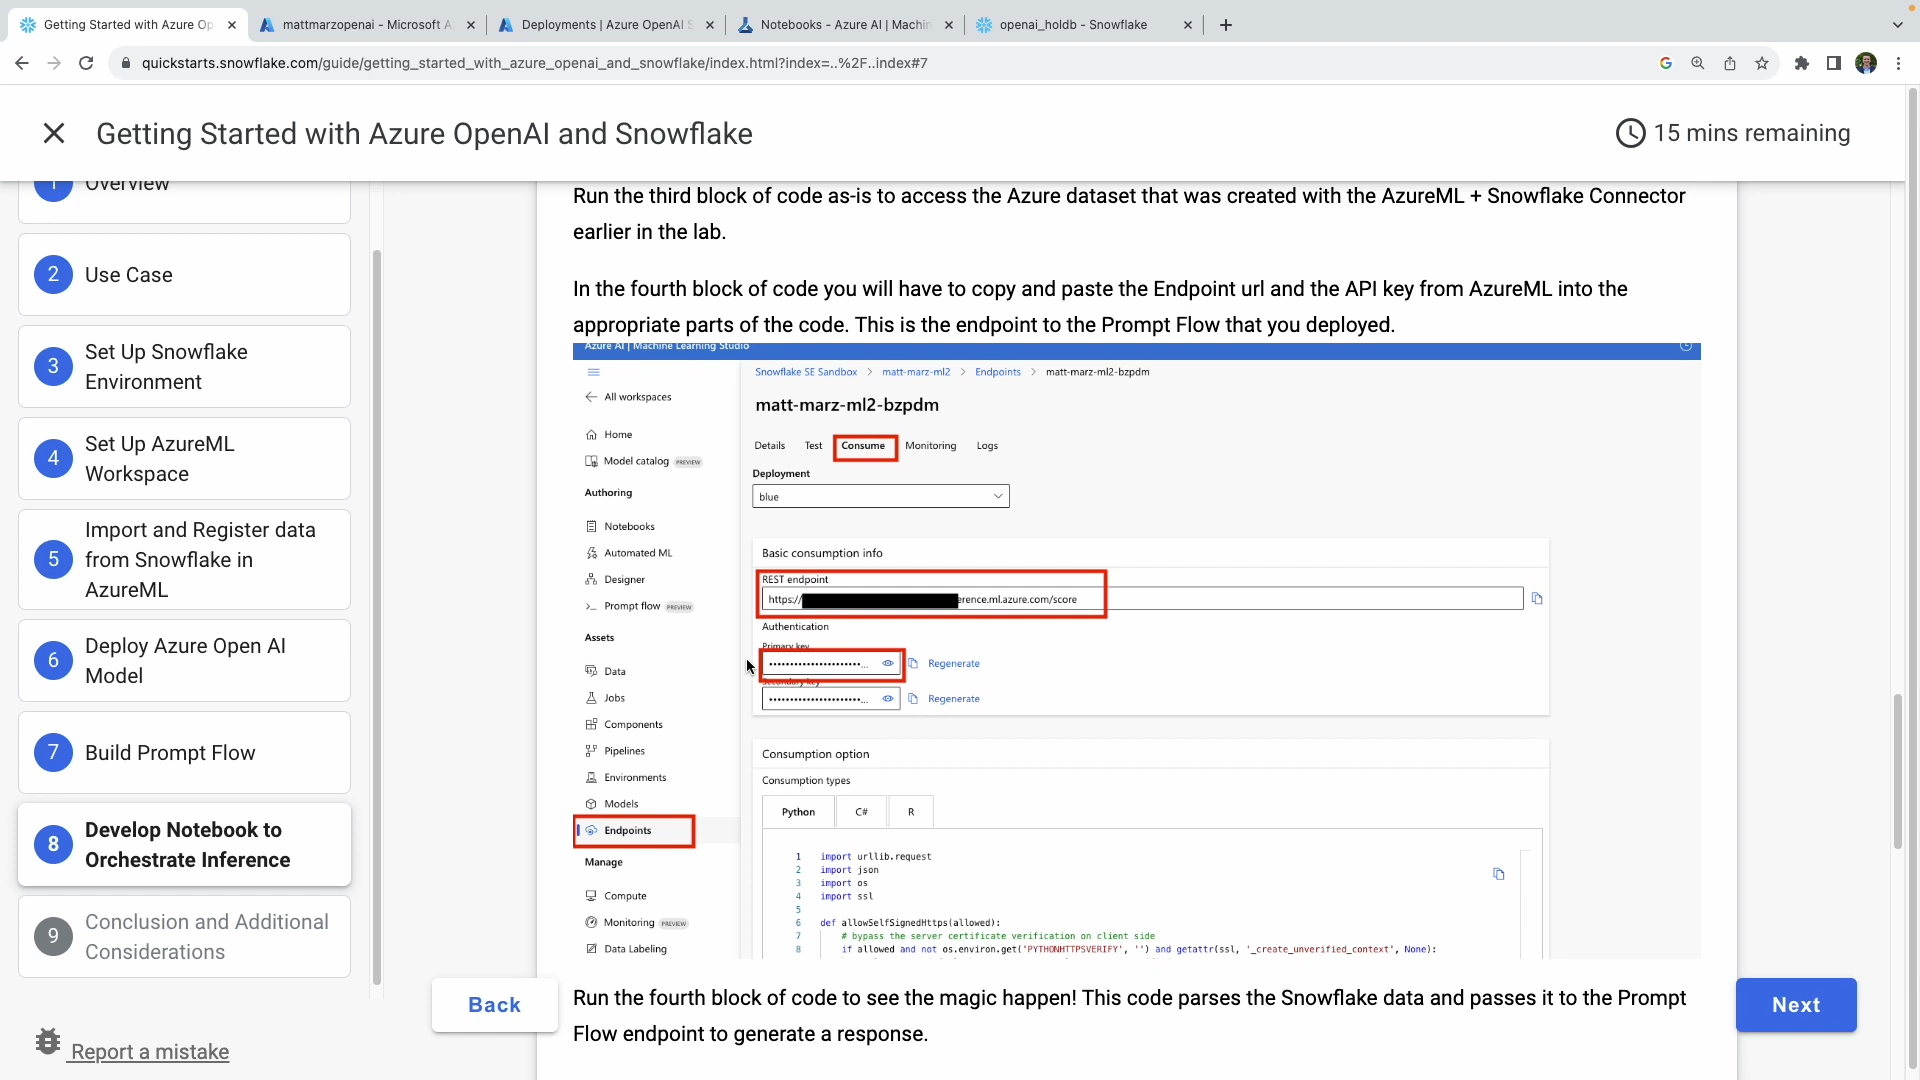 Getting Started with Azure Op
mattmarzopenai - Microsoft A
Deployments | Azure OpenAI S
Notebooks - Azure AI | Machin
openai_holdb - Snowflake
quickstarts.snowflake.com/guide/getting_started_with_azure_openai_and_snowflake/index.html?index=..%2F..index#7
Getting Started with Azure OpenAI and Snowflake
15 mins remaining
1 Overview
2 Use Case
3 Set Up Snowflake
Environment
4 Set Up AzureML
Workspace
5 Import and Register data
from Snowflake in
AzureML
6 Deploy Azure Open AI
Model
7 Build Prompt Flow
8 Develop Notebook to
Orchestrate Inference
9 Conclusion and Additional
Considerations
Report a mistake
Run the third block of code as-is to access the Azure dataset that was created with the AzureML + Snowflake Connector
earlier in the lab.
In the fourth block of code you will have to copy and paste the Endpoint url and the API key from AzureML into the
appropriate parts of the code. This is the endpoint to the Prompt Flow that you deployed.
Azure AI | Machine Learning Studio
All workspaces
Home
Model catalog PREVIEW
Authoring
Notebooks
Automated ML
Designer
Prompt flow PREVIEW
Assets
Data
Jobs
Components
Pipelines
Environments
Models
Endpoints
Manage
Compute
Monitoring PREVIEW
Data Labeling
Snowflake SE Sandbox > matt-marz-ml2 > Endpoints > matt-marz-ml2-bzpdm
matt-marz-ml2-bzpdm
Details Test Consume Monitoring Logs
Deployment
blue
Basic consumption info
REST endpoint
https:// erence.ml.azure.com/score
Authentication
Primary key
Regenerate
Secondary key
Regenerate
Consumption option
Consumption types
Python C# R
1 import urllib.request
2 import json
3 import os
4 import ssl
5
6 def allowSelfSignedHttps(allowed):
7 # bypass the server certificate verification on client side
8 if allowed and not os.environ.get('PYTHONHTTPSVERIFY', '') and getattr(ssl, '_create_unverified_context', None):
Run the fourth block of code to see the magic happen! This code parses the Snowflake data and passes it to the Prompt
Flow endpoint to generate a response.
Back
Next